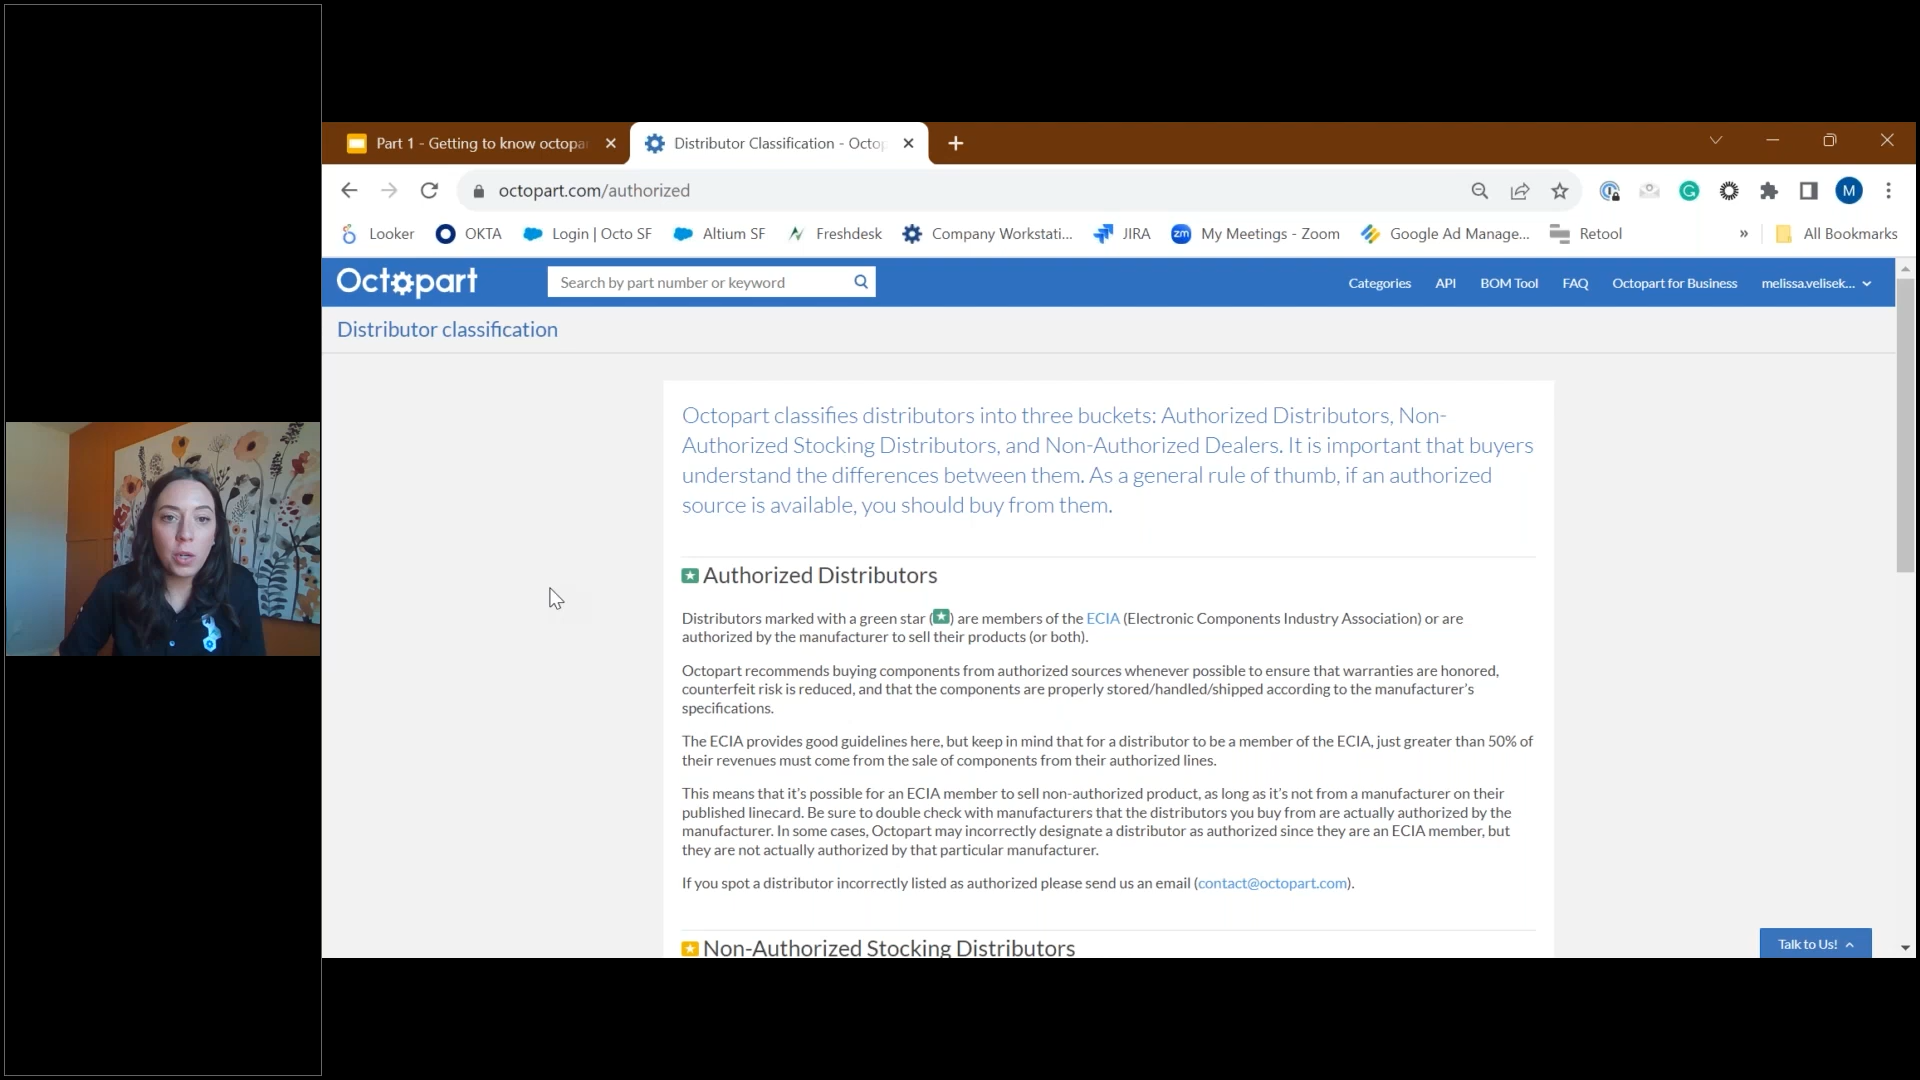 Part 1 - Getting to know octopa
Distributor Classification - Octop
octopart.com/authorized
M
Looker
OKTA
Login | Octo SF
Altium SF
Freshdesk
Company Workstati...
JIRA
zm
My Meetings - Zoom
Google Ad Manage...
Retool
»
All Bookmarks
Octopart
Search by part number or keyword
Categories
API
BOM Tool
FAQ
Octopart for Business
melissa.velisek...
Distributor classification
Octopart classifies distributors into three buckets: Authorized Distributors, Non-
Authorized Stocking Distributors, and Non-Authorized Dealers. It is important that buyers
understand the differences between them. As a general rule of thumb, if an authorized
source is available, you should buy from them.
Authorized Distributors
Distributors marked with a green star ( ) are members of the ECIA (Electronic Components Industry Association) or are
authorized by the manufacturer to sell their products (or both).
Octopart recommends buying components from authorized sources whenever possible to ensure that warranties are honored,
counterfeit risk is reduced, and that the components are properly stored/handled/shipped according to the manufacturer's
specifications.
The ECIA provides good guidelines here, but keep in mind that for a distributor to be a member of the ECIA, just greater than 50% of
their revenues must come from the sale of components from their authorized lines.
This means that it's possible for an ECIA member to sell non-authorized product, as long as it's not from a manufacturer on their
published linecard. Be sure to double check with manufacturers that the distributors you buy from are actually authorized by the
manufacturer. In some cases, Octopart may incorrectly designate a distributor as authorized since they are an ECIA member, but
they are not actually authorized by that particular manufacturer.
If you spot a distributor incorrectly listed as authorized please send us an email (contact@octopart.com).
Non-Authorized Stocking Distributors
Talk to Us!